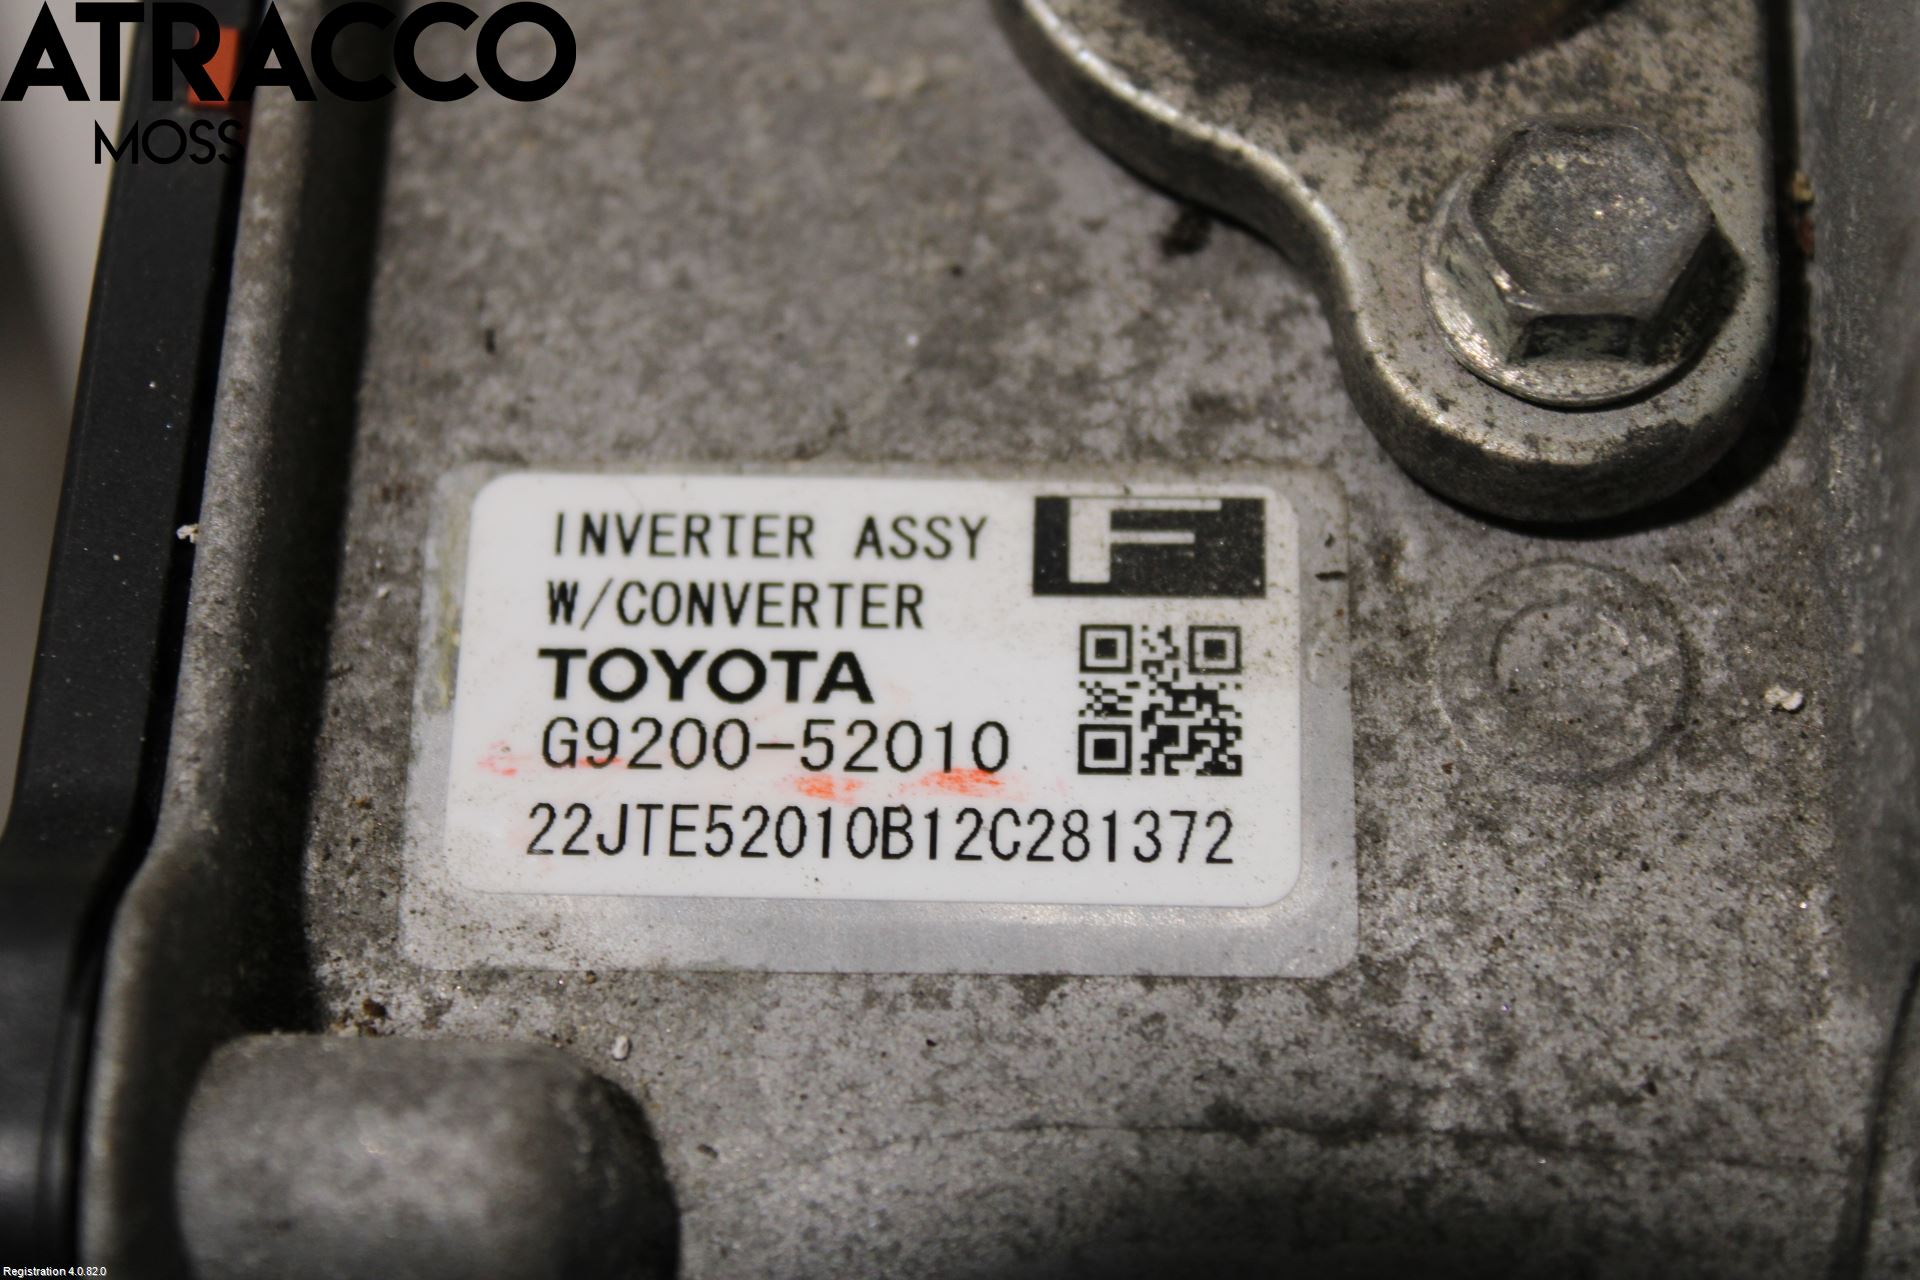 ATRACCO
MOSS
INVERTER ASSY
F
W/CONVERTER
TOYOTA
G9200-52010
22JTE52010B12C281372
Registration 4.0.82.0